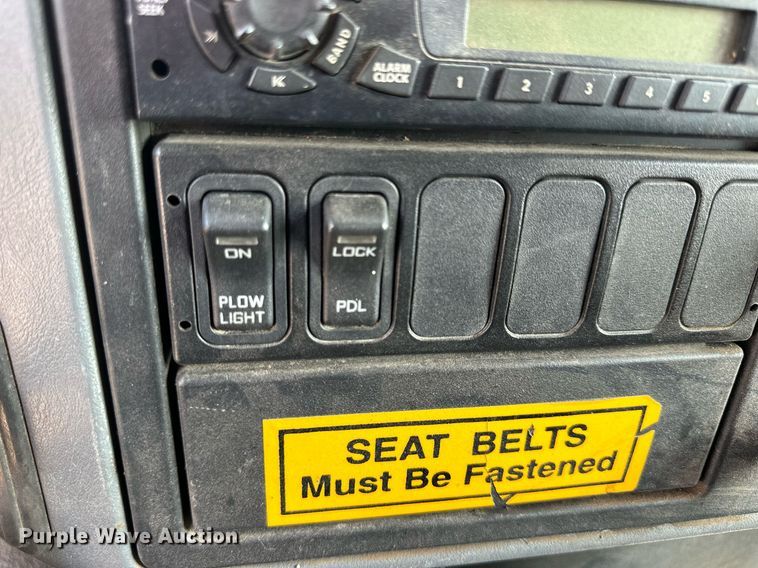 SEEK
BAND
ALARM
CLOCK
1 2 3 4 5
ON
PLOW
LIGHT
LOCK
PDL
SEAT BELTS
Must Be Fastened
Purple Wave Auction